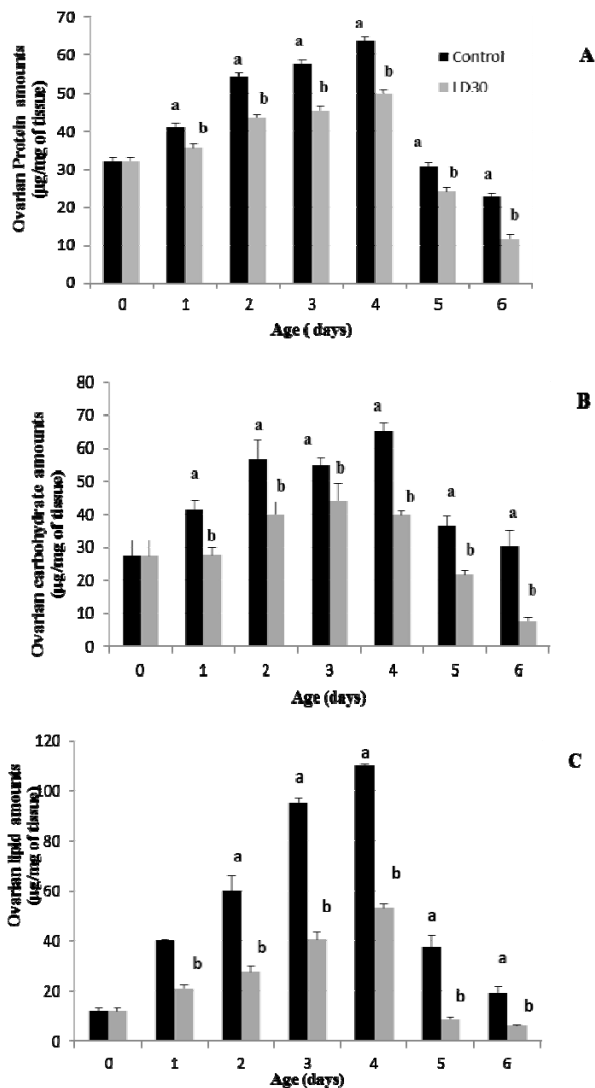 70
60
50
40
30
20
10
0
Ovarian Protein amounts
(µg/mg of tissue)
a
a b
a b
a b
a b
a b
a b
Control
LD30
A
0 1 2 3 4 5 6
Age ( days)
80
70
60
50
40
30
20
10
0
Ovarian carbohydrate amounts
(µg/mg of tissue)
a b
a b
a b
a b
a b
a b
B
0 1 2 3 4 5 6
Age (days)
120
100
80
60
40
20
0
Ovarian lipid amounts
(µg/mg of tissue)
b
a b
a b
a b
a b
a b
C
0 1 2 3 4 5 6
Age (days)